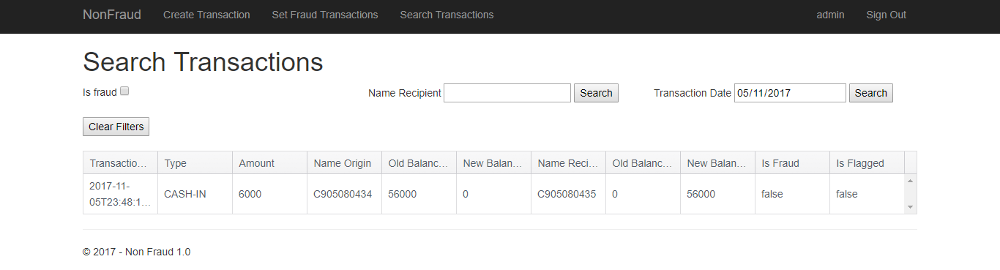 NonFraud Create Transaction Set Fraud Transactions Search Transactions admin Sign Out
Search Transactions
Is fraud Name Recipient Search Transaction Date 05/11/2017 Search
Clear Filters
Transactio... Type Amount Name Origin Old Balanc... New Balan... Name Reci... Old Balanc... New Balan... Is Fraud Is Flagged
2017-11-
05T23:48:1... CASH-IN 6000 C905080434 56000 0 C905080435 0 56000 false false
© 2017 - Non Fraud 1.0